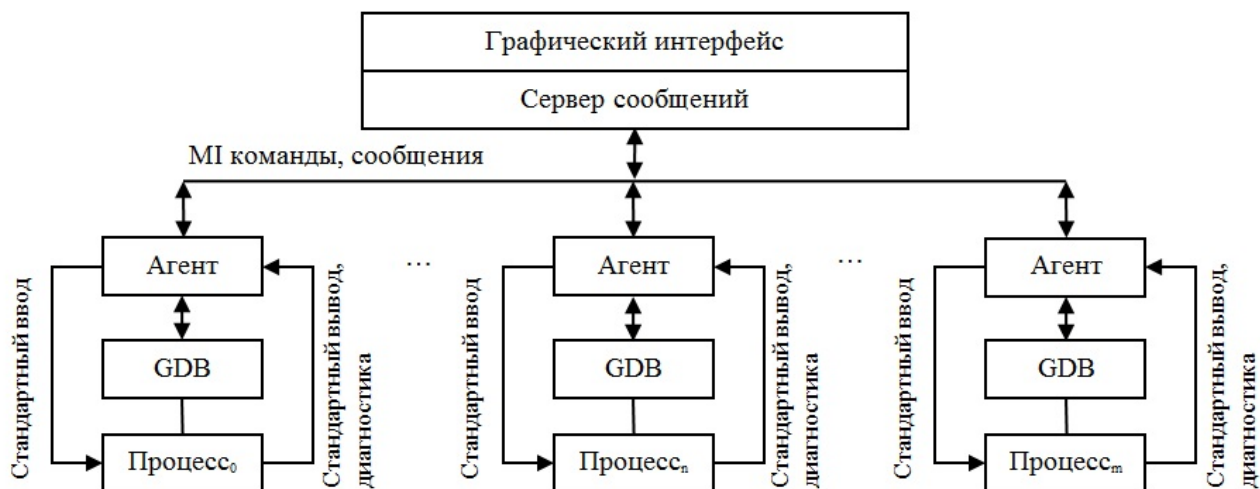 Графический интерфейс
Сервер сообщений
MI команды, сообщения
Стандартный ввод
Агент
GDB
Процесс₀
Стандартный вывод,
диагностика
...
Стандартный ввод
Агент
GDB
Процессₙ
Стандартный вывод,
диагностика
...
Стандартный ввод
Агент
GDB
Процессₘ
Стандартный вывод,
диагностика